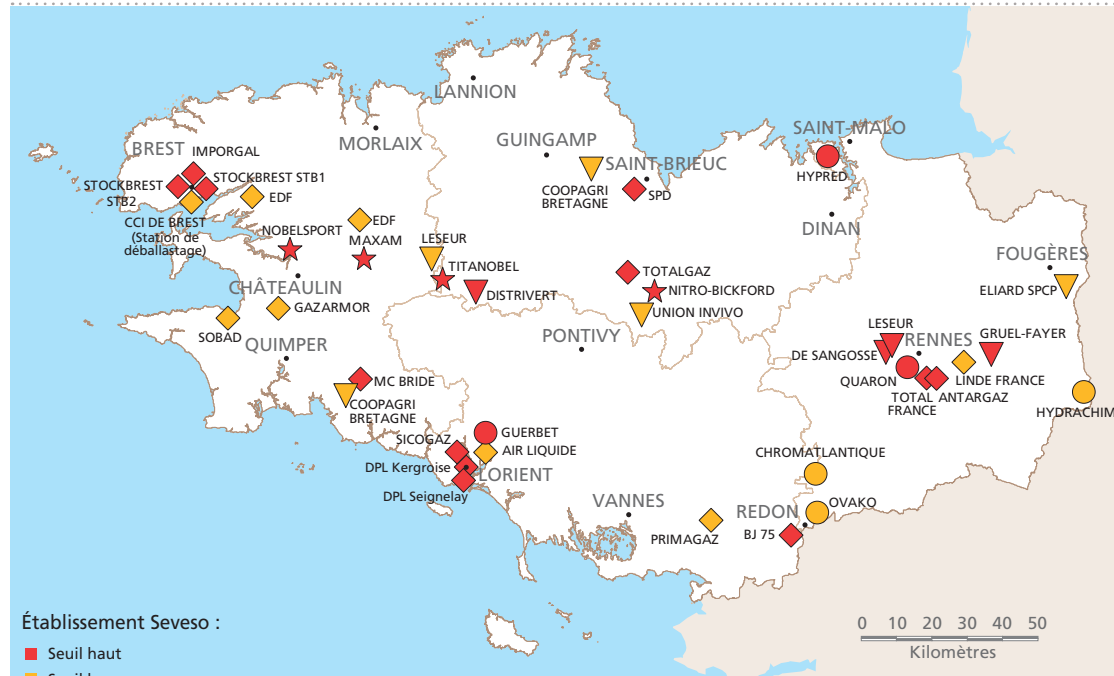 LANNION
MORLAIX
GUINGAMP
SAINT-MALO
BREST
IMPORGAL
STOCKBREST
STB2
STOCKBREST STB1
EDF
CCI DE BREST
(Station de
déballastage)
COOPAGRI
BRETAGNE
SAINT-BRIEUC
SPD
HYPRED
DINAN
EDF
NOBELSPORT
MAXAM
LESEUR
TITANOBEL
DISTRIVERT
TOTALGAZ
NITRO-BICKFORD
UNION INVIVO
FOUGÈRES
ELIARD SPCP
CHÂTEAULIN
GAZARMOR
SOBAD
QUIMPER
PONTIVY
LESEUR
RENNES
GRUEL-FAYER
DE SANGOSSE
QUARON
LINDE FRANCE
TOTAL
FRANCE
ANTARGAZ
HYDRACHIM
MC BRIDE
COOPAGRI
BRETAGNE
SICOGAZ
GUERBET
AIR LIQUIDE
DPL Kergroise
LORIENT
DPL Seignelay
CHROMATLANTIQUE
VANNES
REDON
OVAKO
PRIMAGAZ
BJ 75
Établissement Seveso :
Seuil haut
0 10 20 30 40 50
Kilomètres